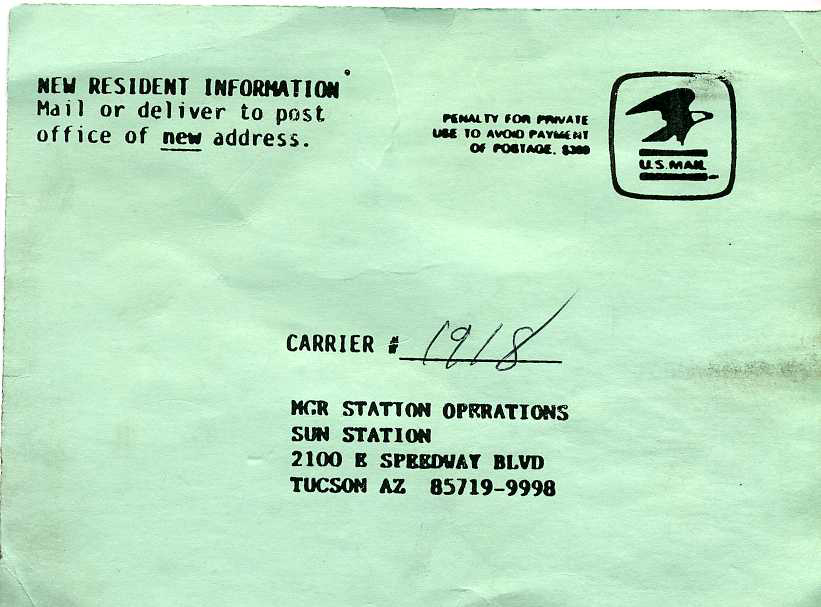 NEW RESIDENT INFORMATION
Mail or deliver to post
office of new address.
PENALTY FOR PRIVATE
USE TO AVOID PAYMENT
OF POSTAGE. $300
U.S.MAIL
CARRIER # 1918
MGR STATION OPERATIONS
SUN STATION
2100 E SPEEDWAY BLVD
TUCSON AZ 85719-9998